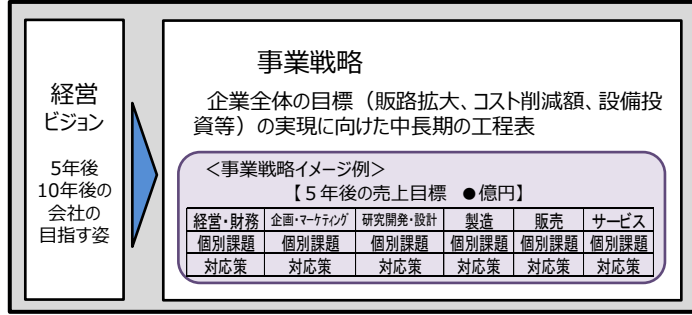 経営
ビジョン
5年後
10年後の
会社の
目指す姿
事業戦略
企業全体の目標（販路拡大、コスト削減額、設備投
資等）の実現に向けた中長期の工程表
＜事業戦略イメージ例＞
【５年後の売上目標　●億円】
経営・財務 企画・マーケティング 研究開発・設計 製造 販売 サービス
個別課題 個別課題 個別課題 個別課題 個別課題 個別課題
対応策 対応策 対応策 対応策 対応策 対応策